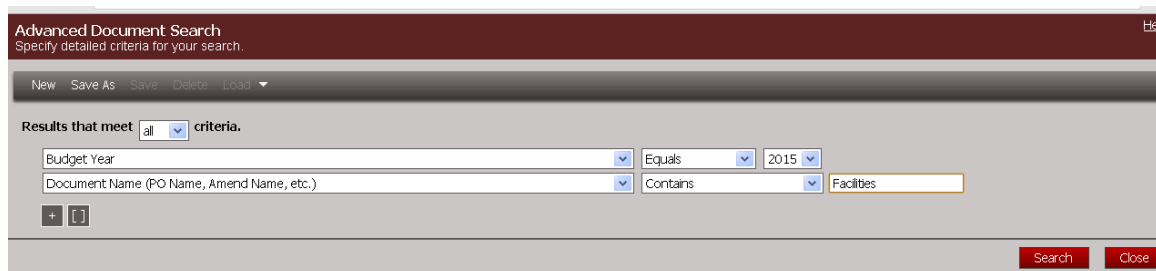 Advanced Document Search
Specify detailed criteria for your search.
New Save As Save Delete Load
Results that meet all criteria.
Budget Year Equals 2015
Document Name (PO Name, Amend Name, etc.) Contains Facilities
+ [ ]
Search Close